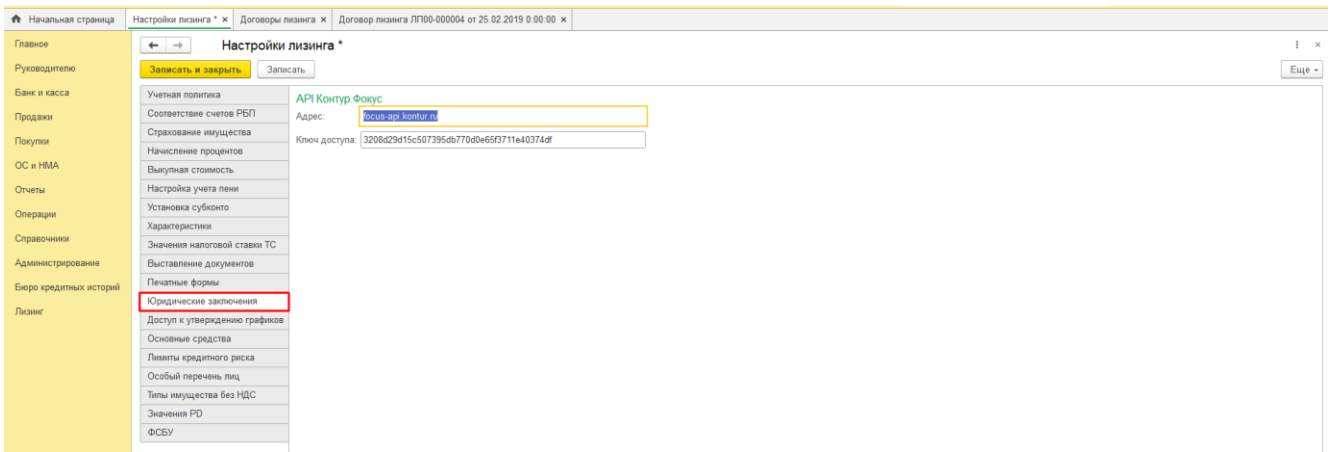 Начальная страница
Настройки лизинга * ×
Договоры лизинга ×
Договор лизинга ЛП00-000004 от 25.02.2019 0:00:00 ×
Главное
Руководителю
Банк и касса
Продажи
Покупки
ОС и НМА
Отчеты
Операции
Справочники
Администрирование
Бюро кредитных историй
Лизинг
Настройки лизинга *
Записать и закрыть
Записать
Еще
Учетная политика
Соответствие счетов РБП
Страхование имущества
Начисление процентов
Выкупная стоимость
Настройка учета пени
Установка субконто
Характеристики
Значения налоговой ставки ТС
Выставление документов
Печатные формы
Юридические заключения
Доступ к утверждению графиков
Основные средства
Лимиты кредитного риска
Особый перечень лиц
Типы имущества без НДС
Значения PD
ФСБУ
API Контур.Фокус
Адрес: focus-api.kontur.ru
Ключ доступа: 3208d29d15c507395db770d0e65f3711e40374df